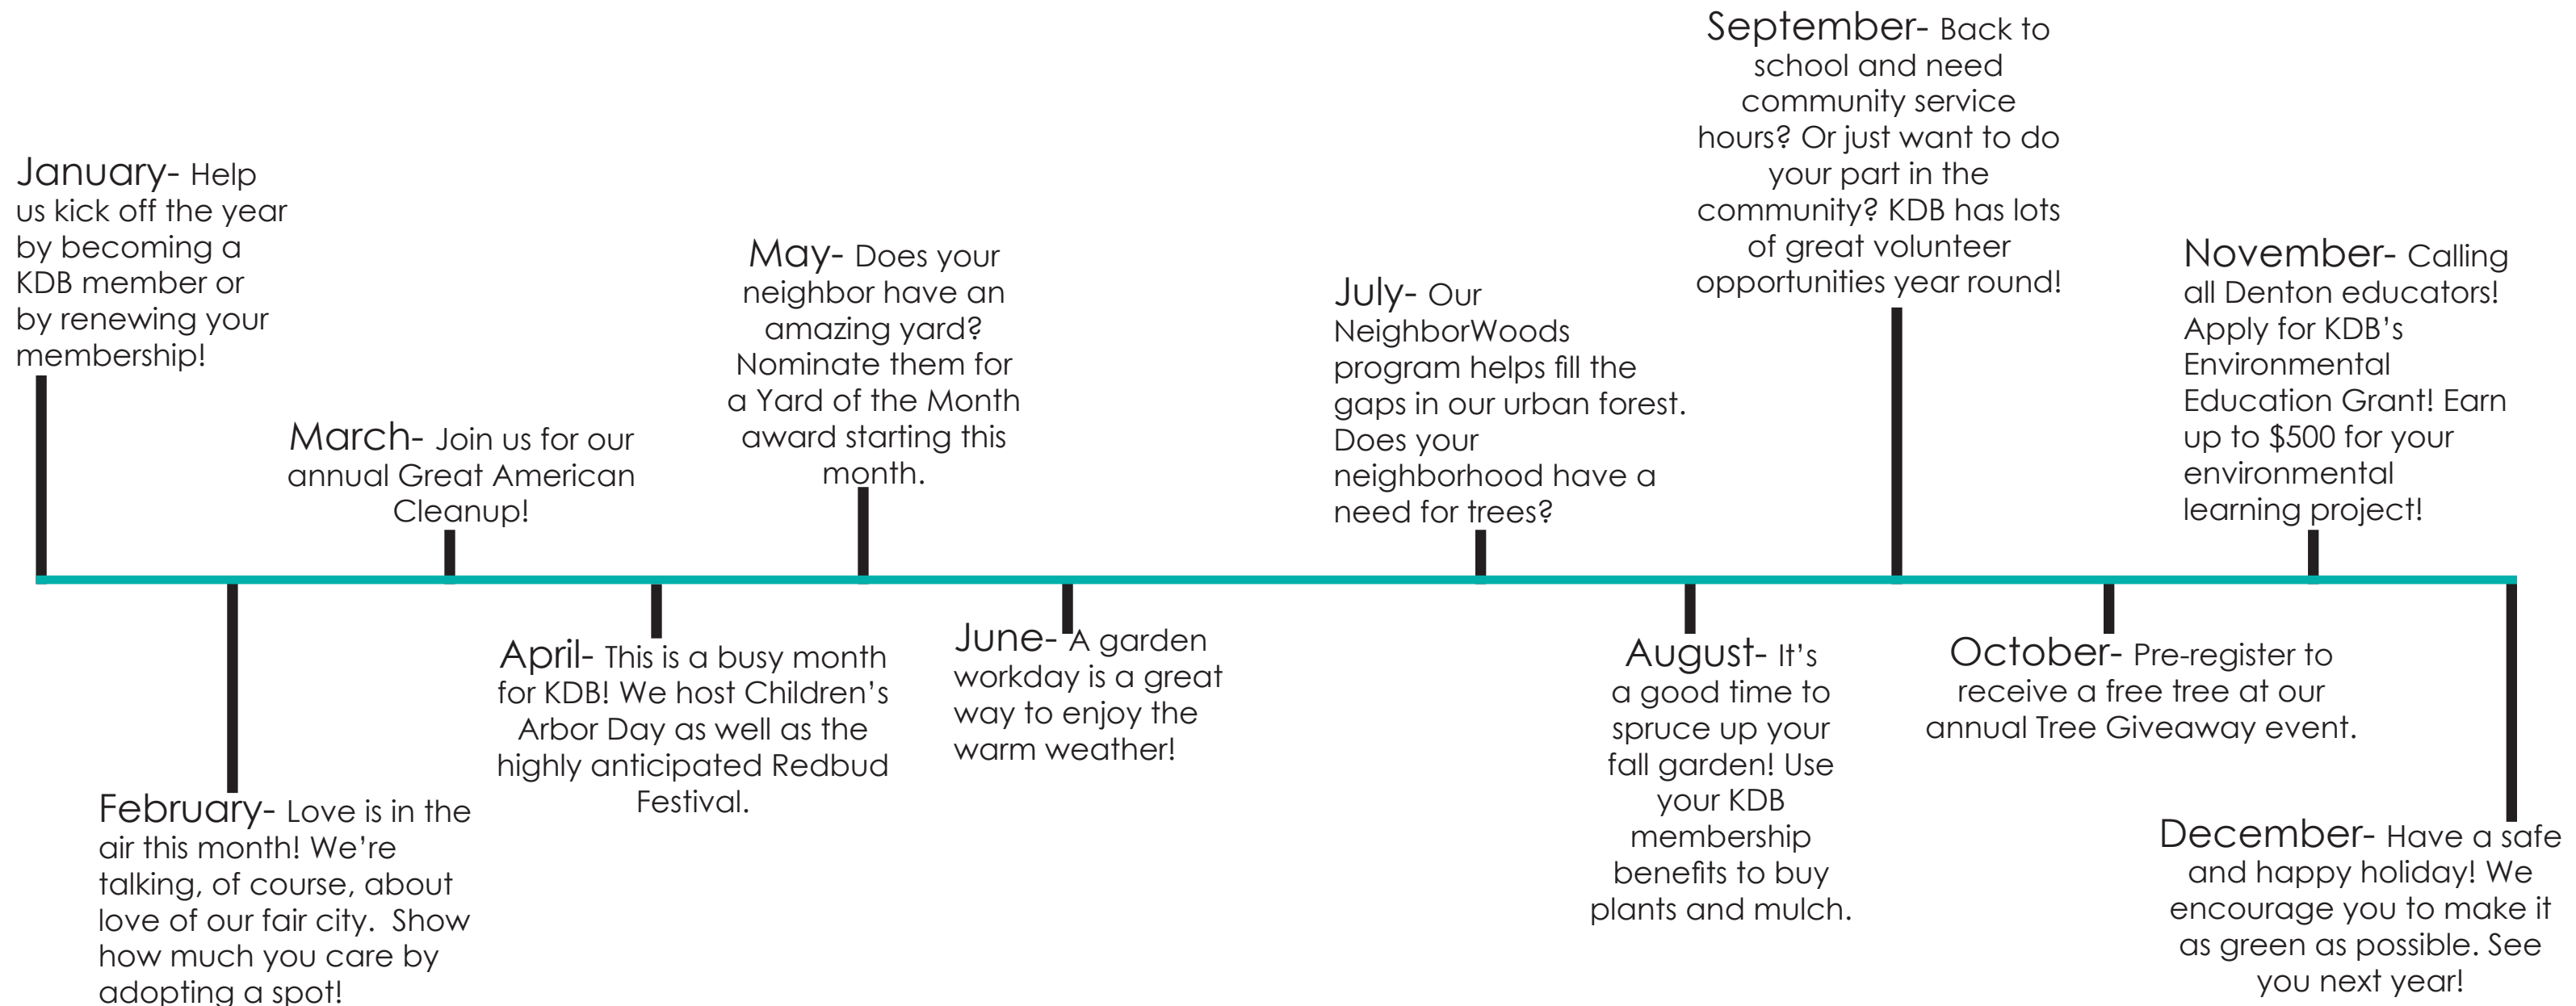 January- Help
us kick off the year
by becoming a
KDB member or
by renewing your
membership!
February- Love is in the
air this month! We’re
talking, of course, about
love of our fair city.  Show
how much you care by
adopting a spot!
March- Join us for our
annual Great American
Cleanup!
April- This is a busy month
for KDB! We host Children’s
Arbor Day as well as the
highly anticipated Redbud
Festival.
May- Does your
neighbor have an
amazing yard?
Nominate them for
a Yard of the Month
award starting this
month.
June- A garden
workday is a great
way to enjoy the
warm weather!
July- Our
NeighborWoods
program helps fill the
gaps in our urban forest.
Does your
neighborhood have a
need for trees?
August- It’s
a good time to
spruce up your
fall garden! Use
your KDB
membership
benefits to buy
plants and mulch.
September- Back to
school and need
community service
hours? Or just want to do
your part in the
community? KDB has lots
of great volunteer
opportunities year round!
October- Pre-register to
receive a free tree at our
annual Tree Giveaway event.
November- Calling
all Denton educators!
Apply for KDB’s
Environmental
Education Grant! Earn
up to $500 for your
environmental
learning project!
December- Have a safe
and happy holiday! We
encourage you to make it
as green as possible. See
you next year!